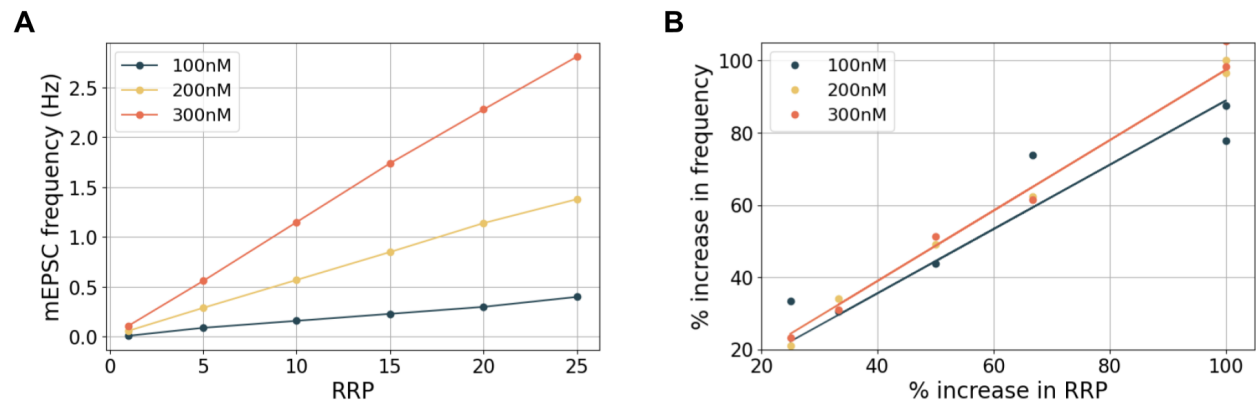 A
mEPSC frequency (Hz)
2.5
2.0
1.5
1.0
0.5
0.0
100nM
200nM
300nM
0 5 10 15 20 25
RRP
B
% increase in frequency
100
80
60
40
20
100nM
200nM
300nM
20 40 60 80 100
% increase in RRP